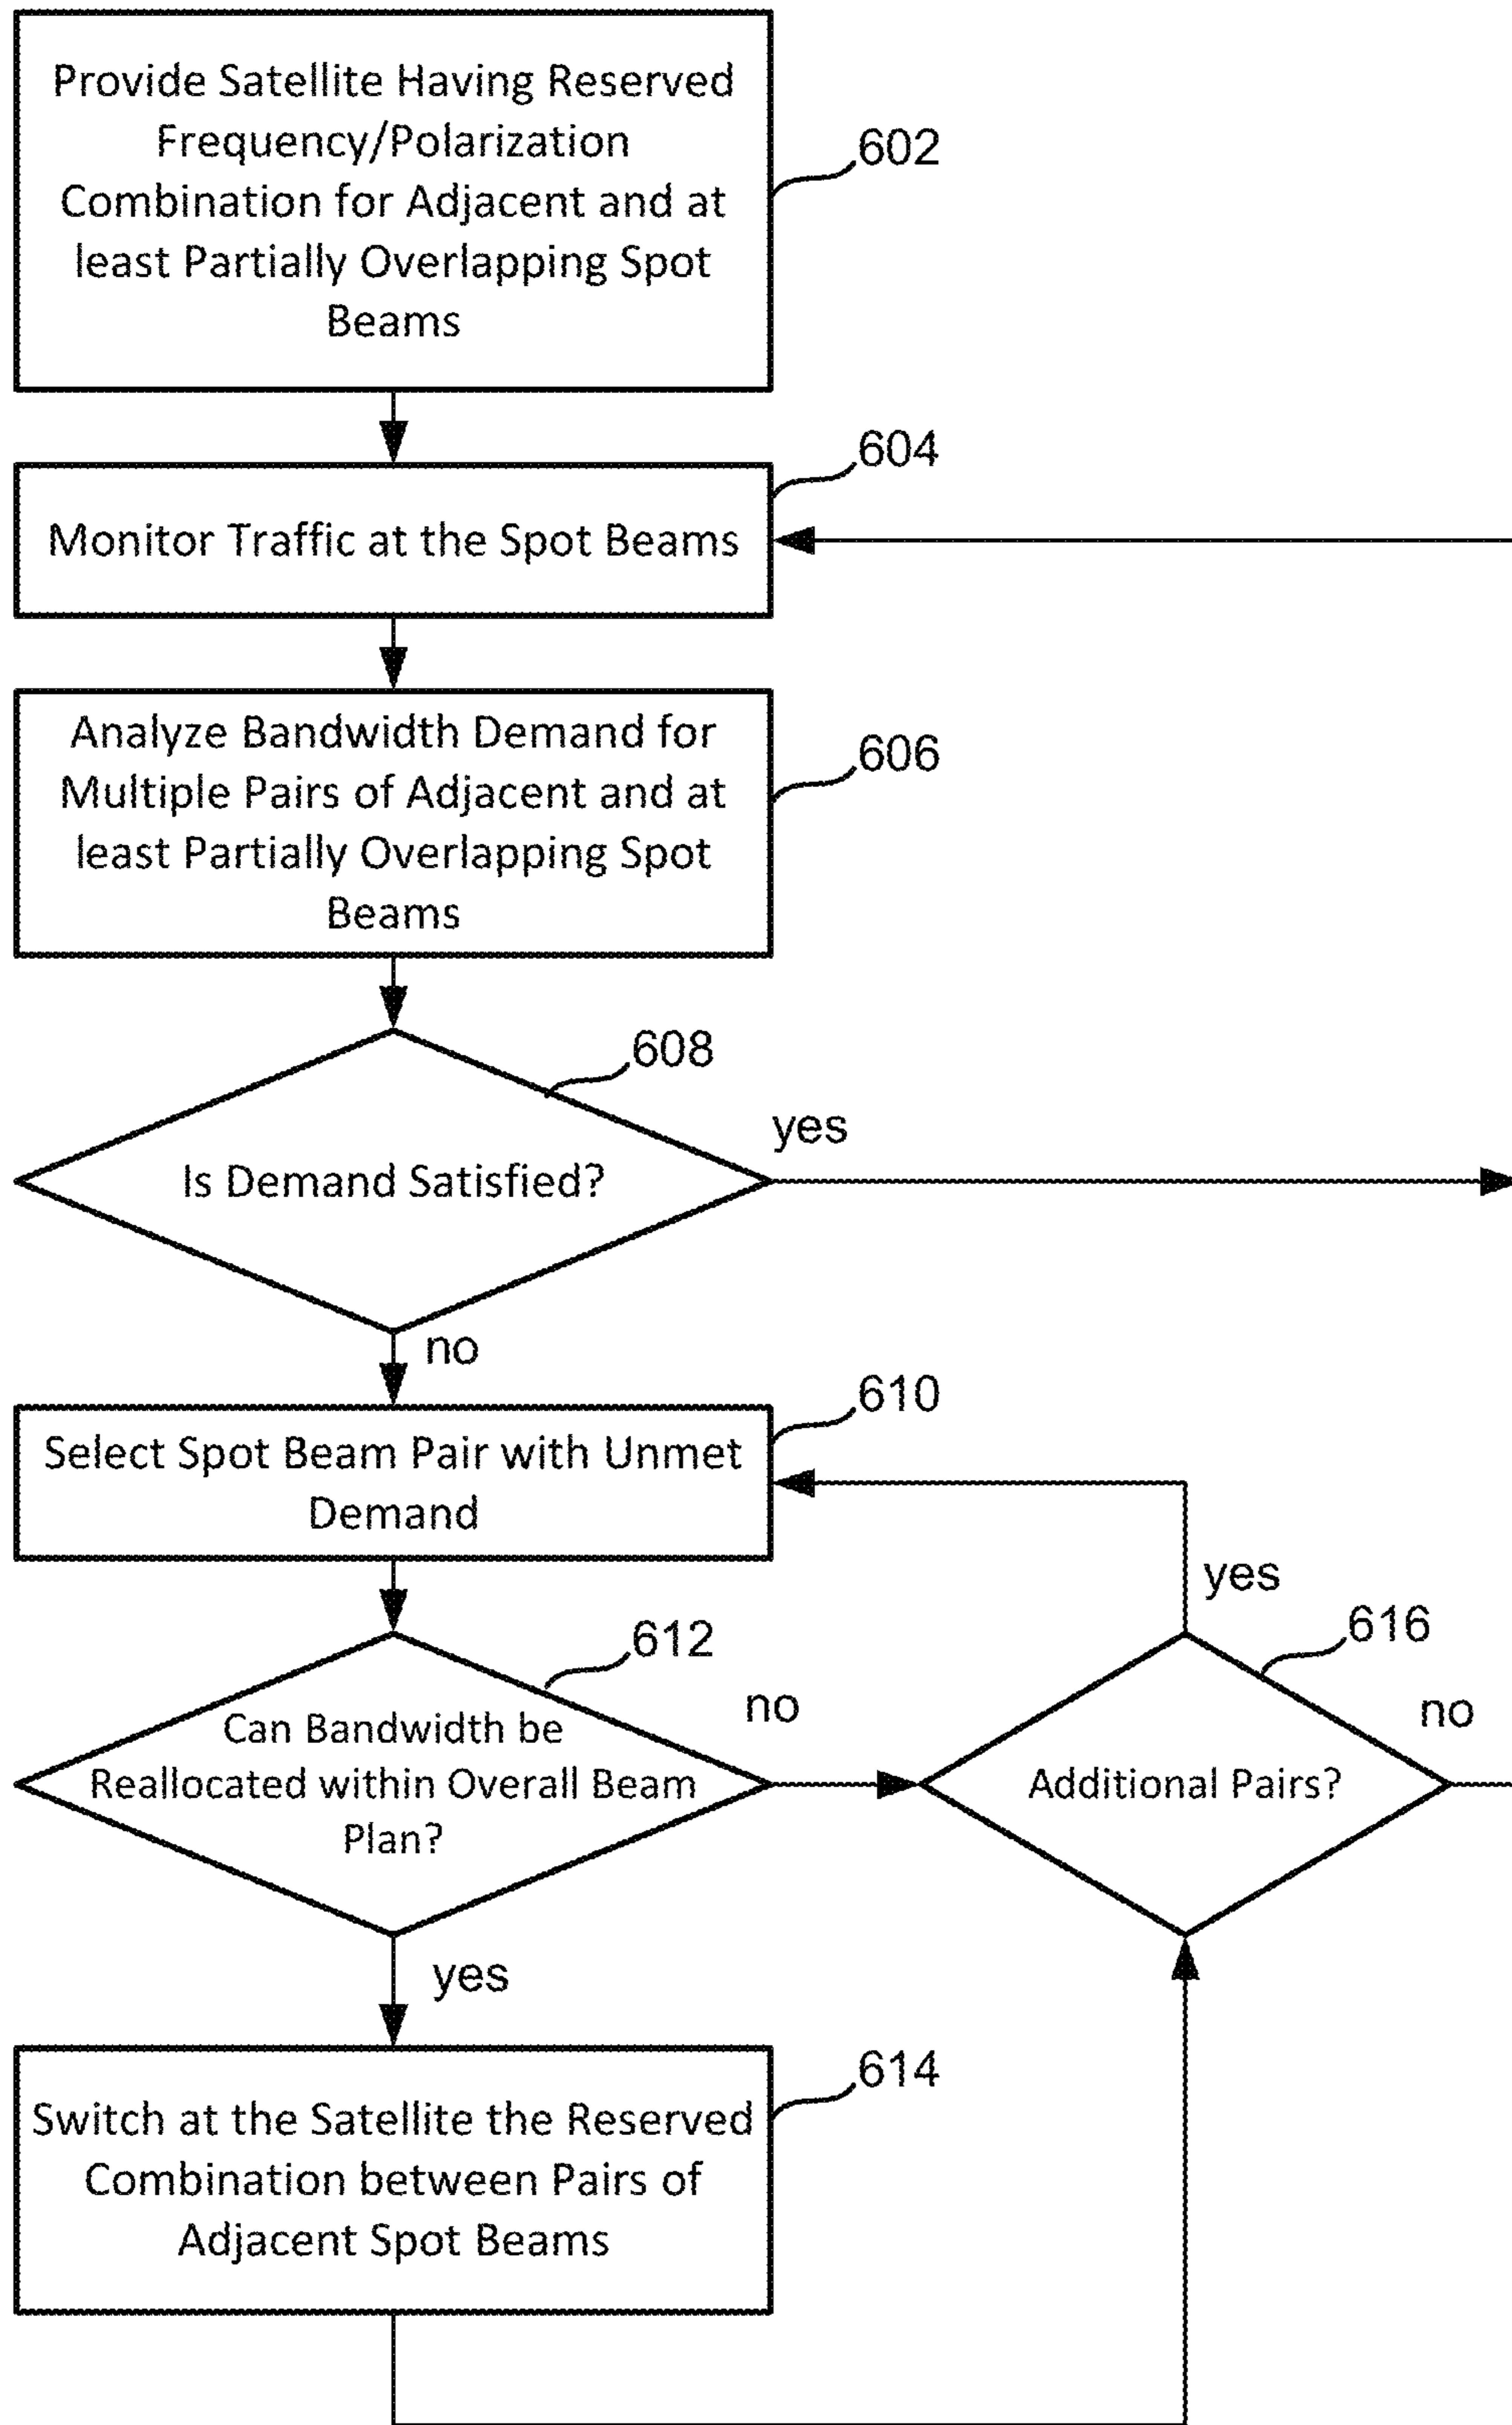 Provide Satellite Having Reserved
Frequency/Polarization
Combination for Adjacent and at
least Partially Overlapping Spot
Beams
602
604
Monitor Traffic at the Spot Beams
Analyze Bandwidth Demand for
Multiple Pairs of Adjacent and at
least Partially Overlapping Spot
Beams
606
608
yes
Is Demand Satisfied?
no
610
Select Spot Beam Pair with Unmet
Demand
yes
612
616
no
no
Can Bandwidth be
Reallocated within Overall Beam
Plan?
Additional Pairs?
yes
614
Switch at the Satellite the Reserved
Combination between Pairs of
Adjacent Spot Beams